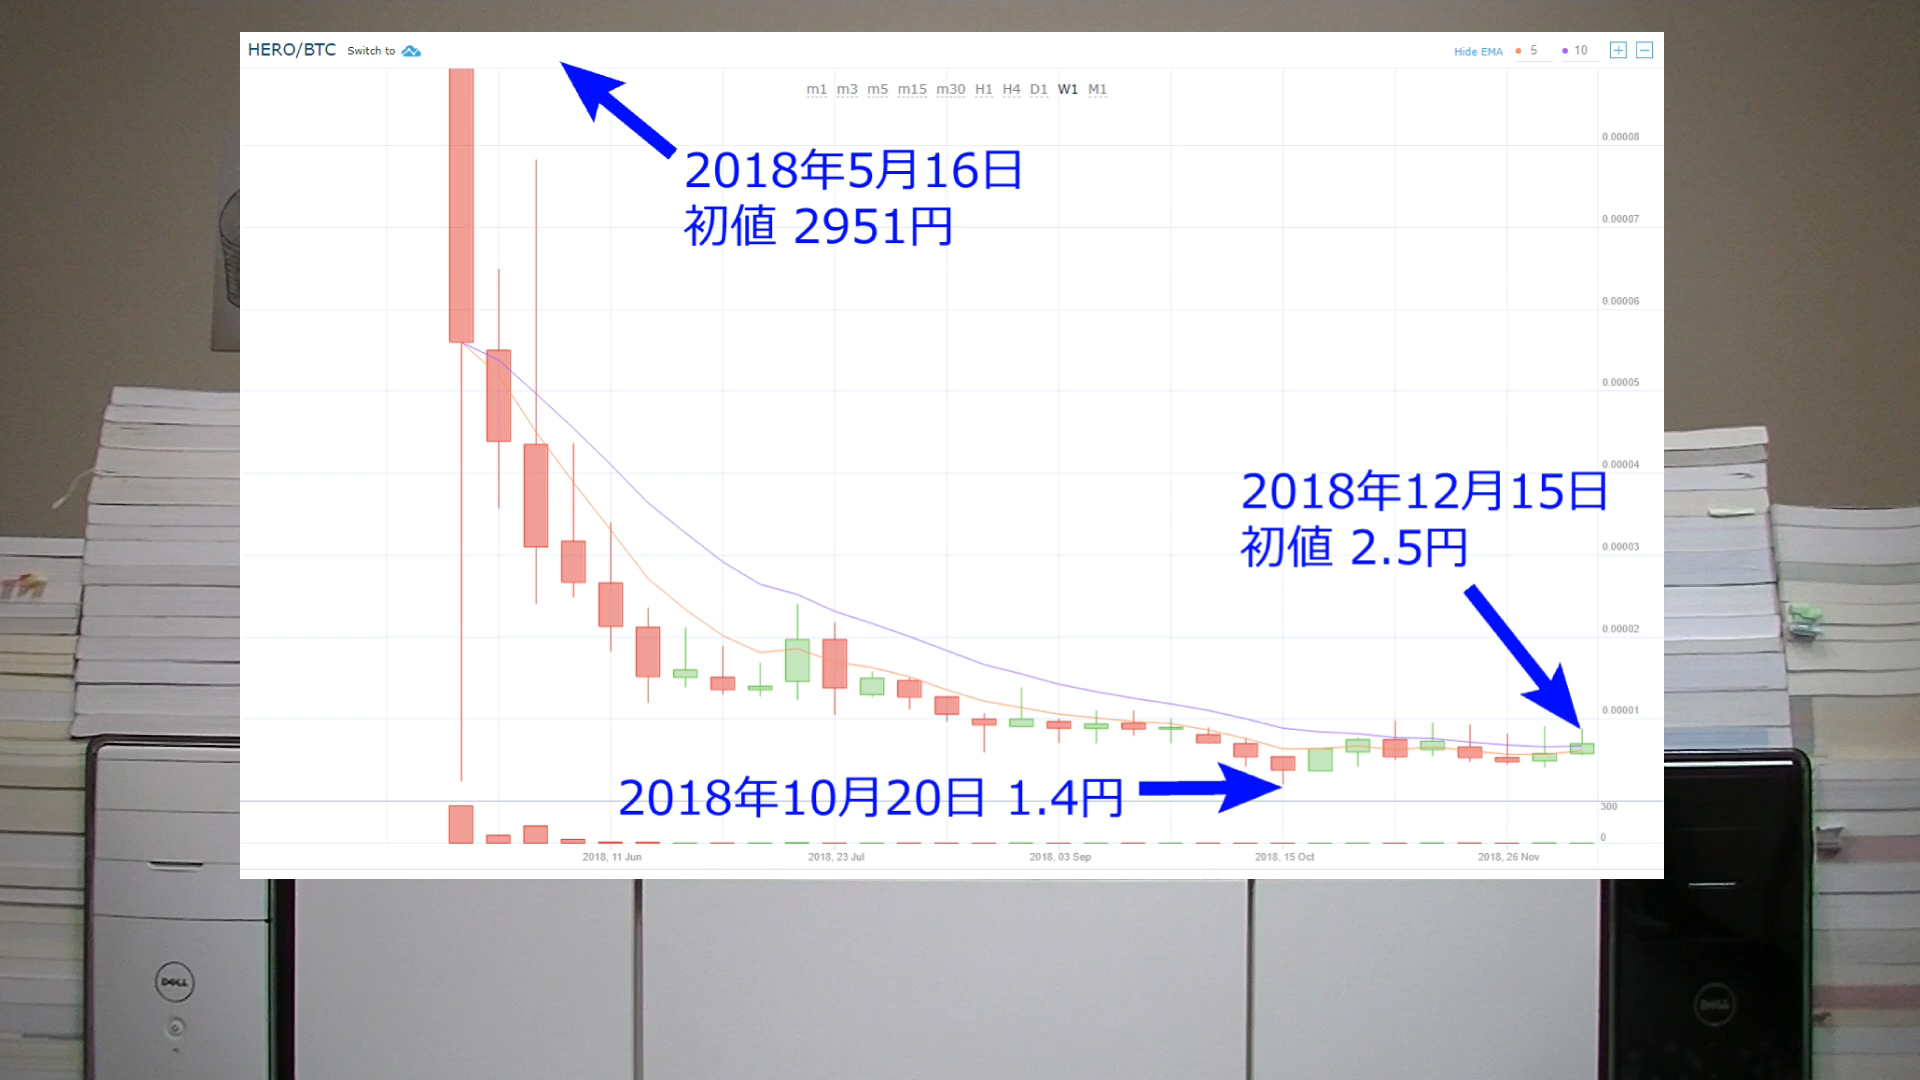 HERO/BTC Switch to
Hide EMA 5 10
m1 m3 m5 m15 m30 H1 H4 D1 W1 M1
2018年5月16日
初値 2951円
0.00008
0.00007
0.00006
0.00005
0.00004
0.00003
0.00002
0.00001
2018年12月15日
初値 2.5円
2018年10月20日 1.4円
300
0
2018, 11 Jun
2018, 23 Jul
2018, 03 Sep
2018, 15 Oct
2018, 26 Nov
DELL
DELL